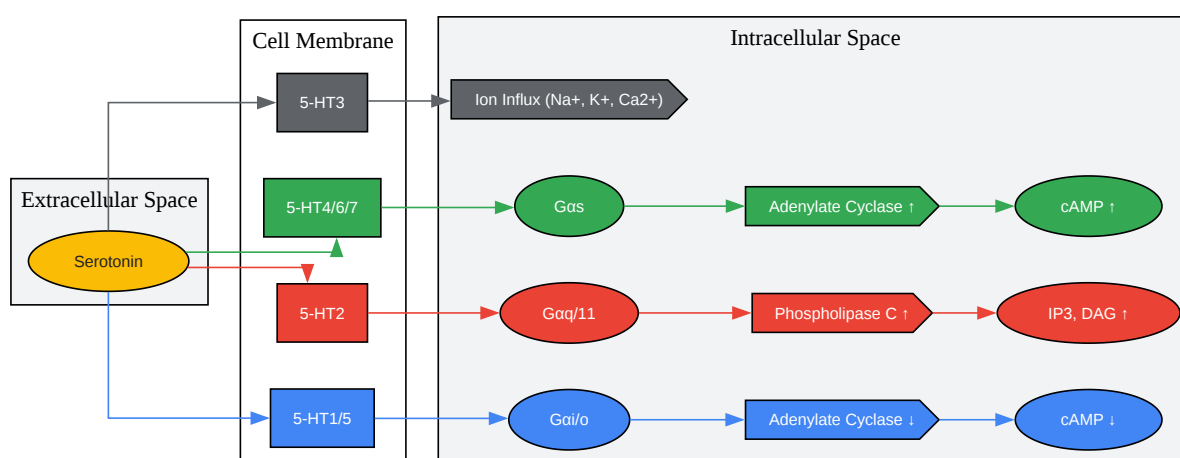 Extracellular Space
Serotonin
Cell Membrane
5-HT3
5-HT4/6/7
5-HT2
5-HT1/5
Intracellular Space
Ion Influx (Na+, K+, Ca2+)
Gαs
Adenylate Cyclase ↑
cAMP ↑
Gαq/11
Phospholipase C ↑
IP3, DAG ↑
Gαi/o
Adenylate Cyclase ↓
cAMP ↓